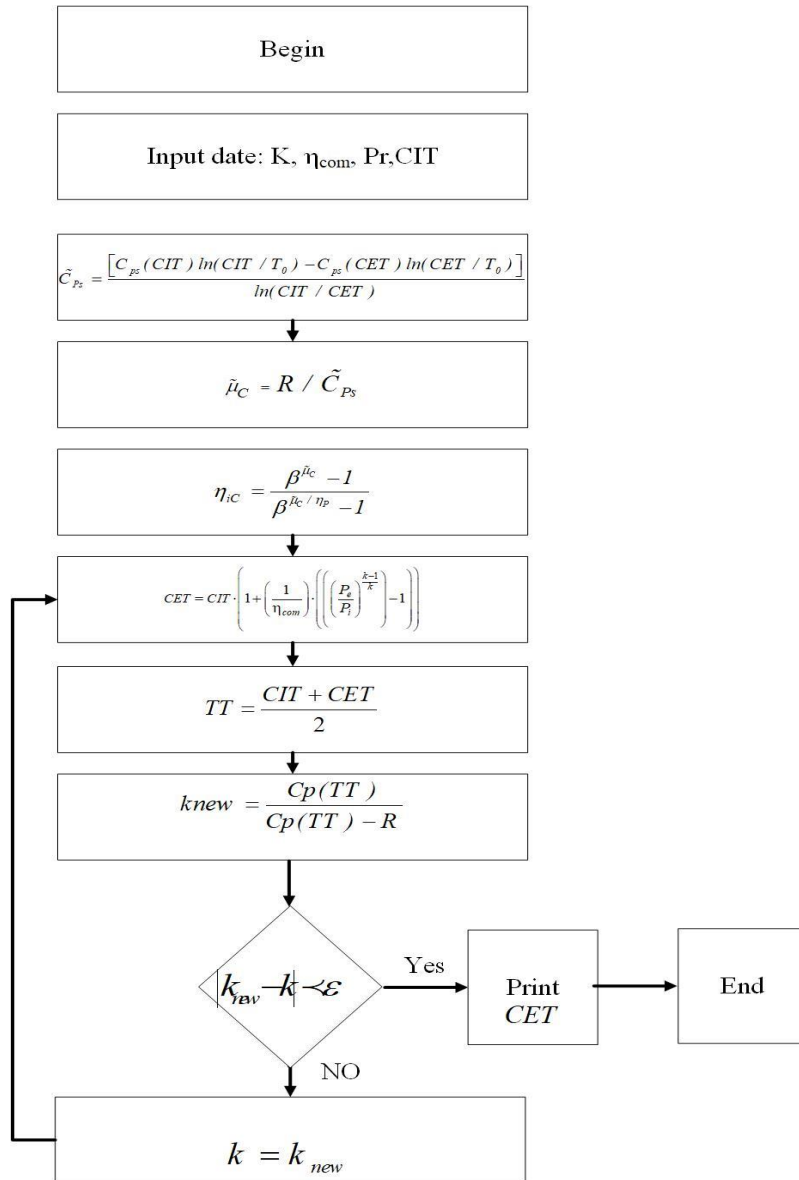 Begin
Input date: K, η_com, Pr,CIT
C̃_Ps = [C_ps(CIT) ln(CIT / T_0) − C_ps(CET) ln(CET / T_0)] / ln(CIT / CET)
μ̃_C = R / C̃_Ps
η_iC = (β^(μ̃_C) − 1) / (β^(μ̃_C / η_P) − 1)
CET = CIT · (1 + (1 / η_com) · (((P_e / P_i)^((k−1)/k)) − 1))
TT = (CIT + CET) / 2
knew = Cp(TT) / (Cp(TT) − R)
|k_new − k| ≺ ε
Yes
Print
CET
End
NO
k = k_new